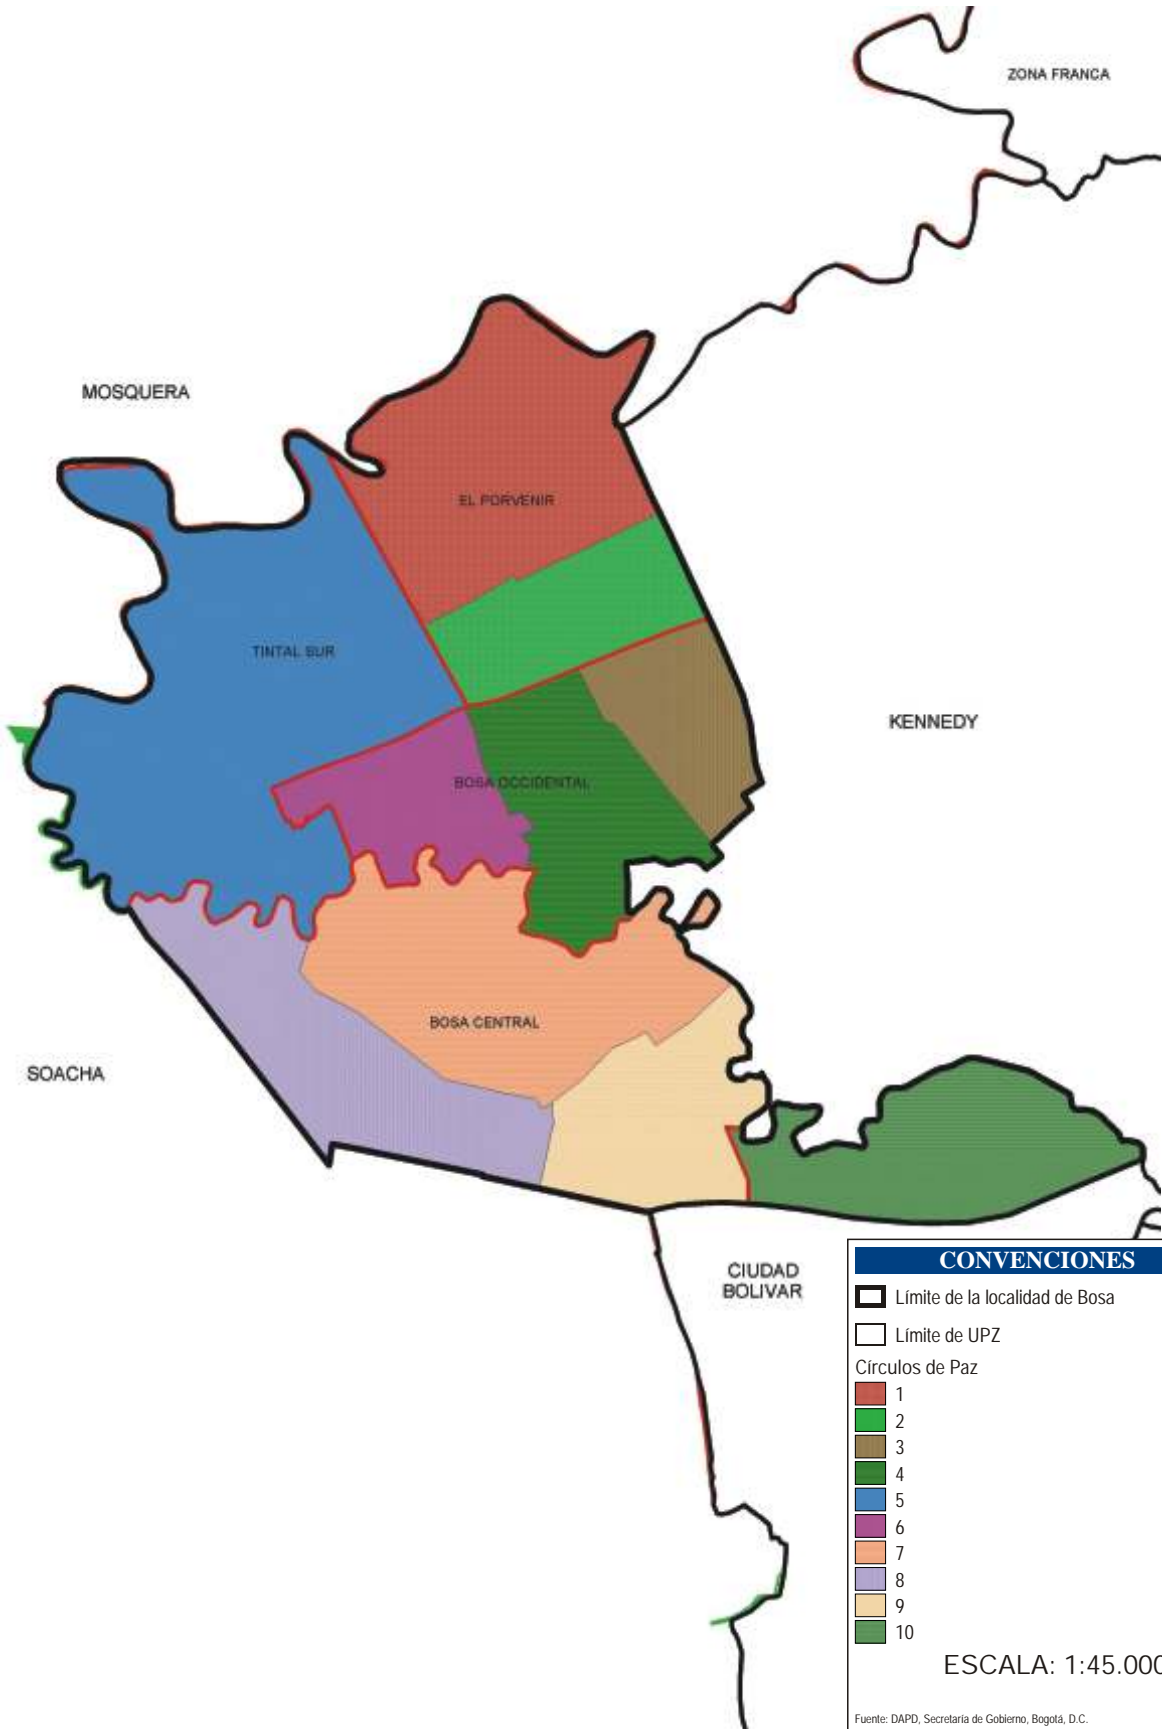 ZONA FRANCA
MOSQUERA
EL PORVENIR
TINTAL SUR
KENNEDY
BOSA OCCIDENTAL
BOSA CENTRAL
SOACHA
CIUDAD
BOLIVAR
CONVENCIONES
Límite de la localidad de Bosa
Límite de UPZ
Círculos de Paz
1
2
3
4
5
6
7
8
9
10
ESCALA: 1:45.000
Fuente: DAPD, Secretaría de Gobierno, Bogotá, D.C.